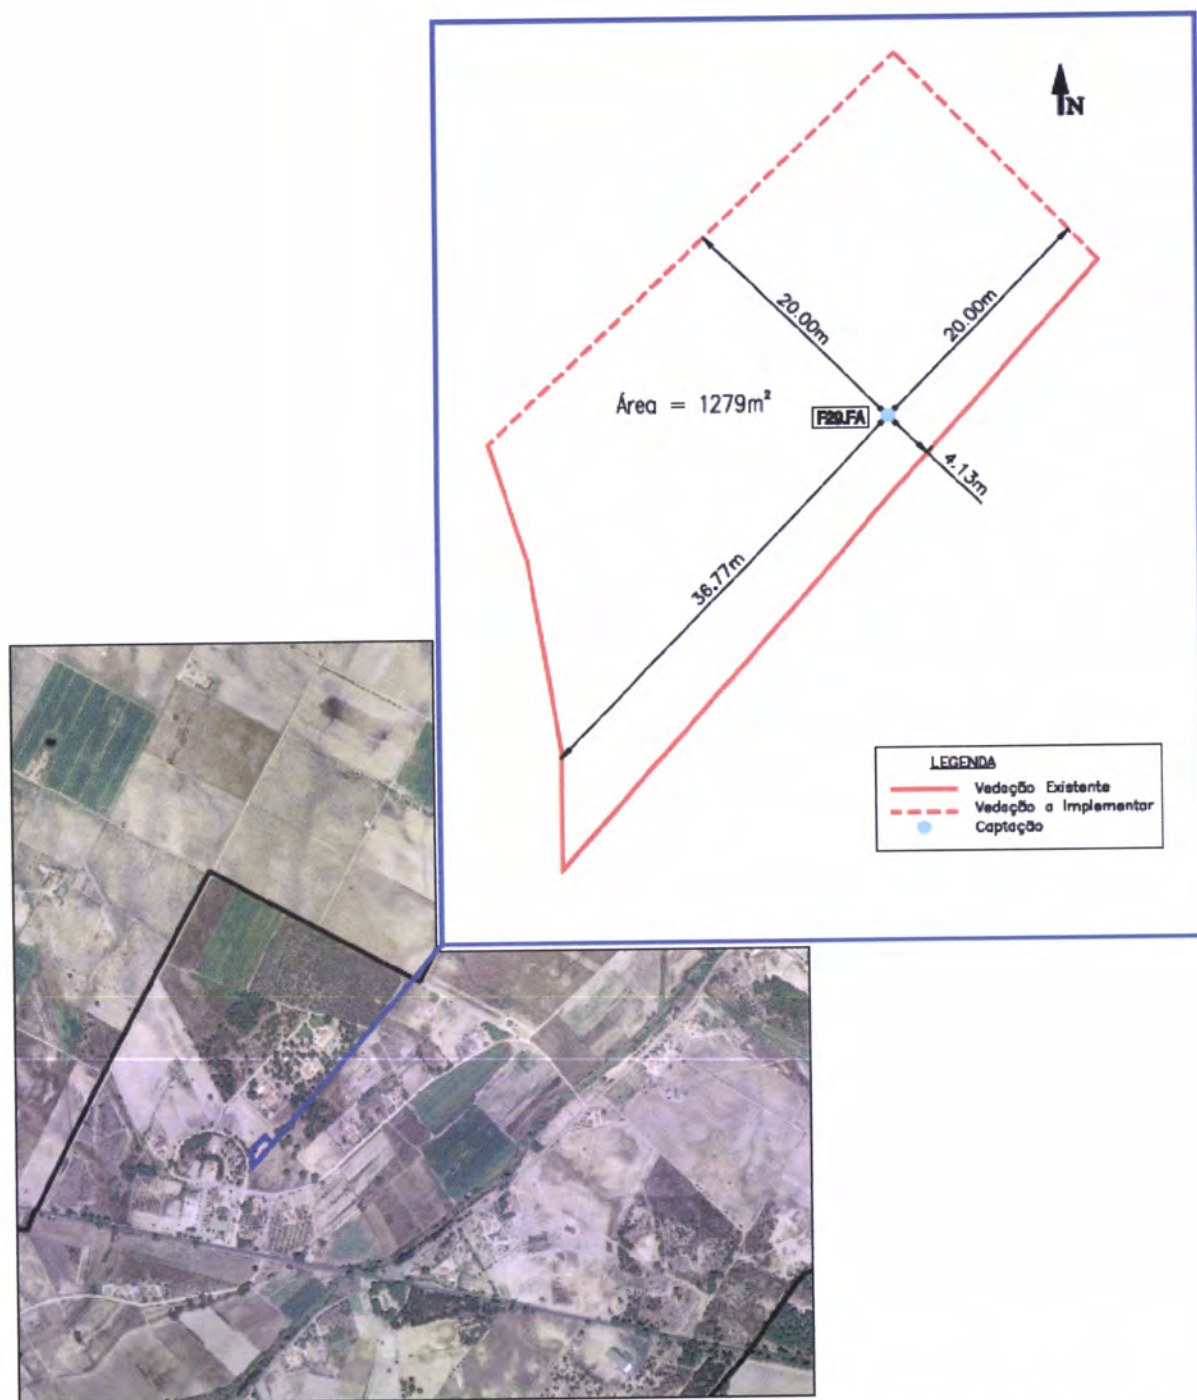 N
20.00m
20.00m
Área = 1279m²
F29.FA
4.13m
36.77m
LEGENDA
Vedação Existente
Vedação a Implementar
Captação